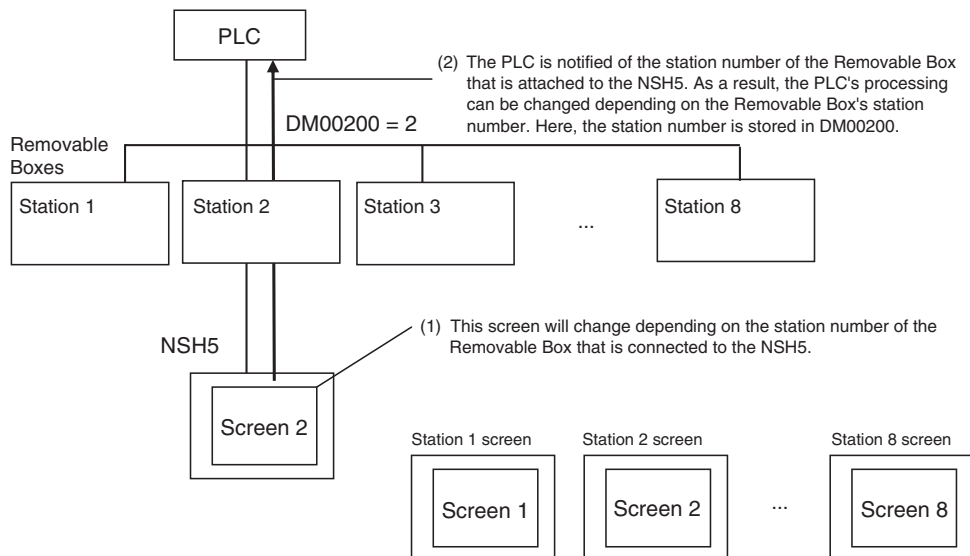 PLC
(2) The PLC is notified of the station number of the Removable Box
that is attached to the NSH5. As a result, the PLC's processing
can be changed depending on the Removable Box's station
number. Here, the station number is stored in DM00200.
DM00200 = 2
Removable
Boxes
Station 1
Station 2
Station 3
...
Station 8
(1) This screen will change depending on the station number of the
Removable Box that is connected to the NSH5.
NSH5
Screen 2
Station 1 screen
Station 2 screen
Station 8 screen
Screen 1
Screen 2
...
Screen 8